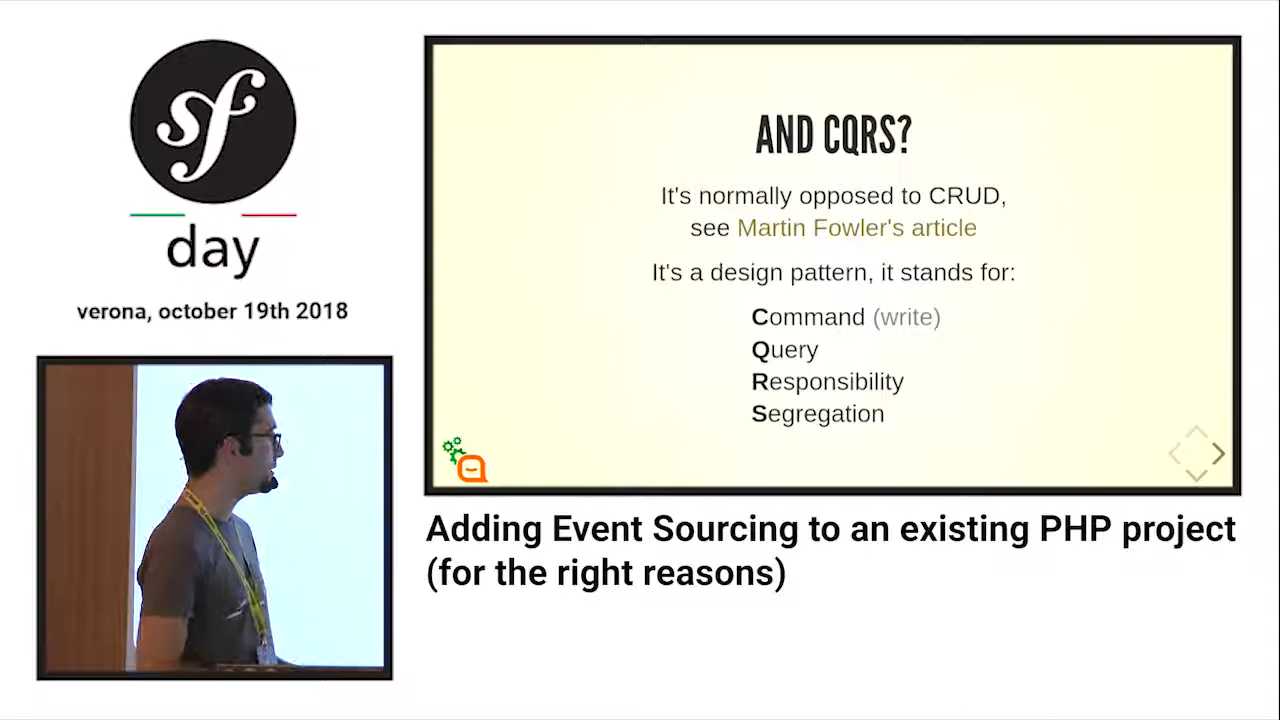 sf
day
verona, october 19th 2018
AND CQRS?
It's normally opposed to CRUD,
see Martin Fowler's article
It's a design pattern, it stands for:
Command (write)
Query
Responsibility
Segregation
Adding Event Sourcing to an existing PHP project
(for the right reasons)